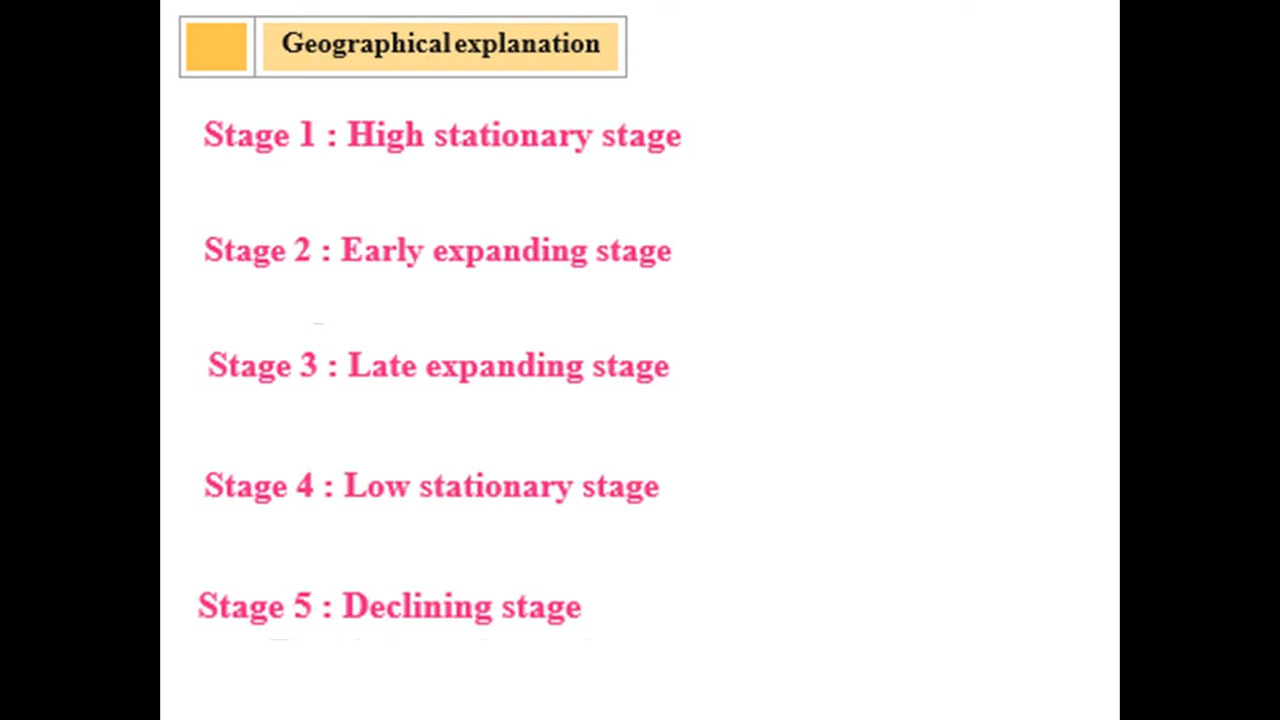 Geographical explanation
Stage 1 : High stationary stage
Stage 2 : Early expanding stage
Stage 3 : Late expanding stage
Stage 4 : Low stationary stage
Stage 5 : Declining stage